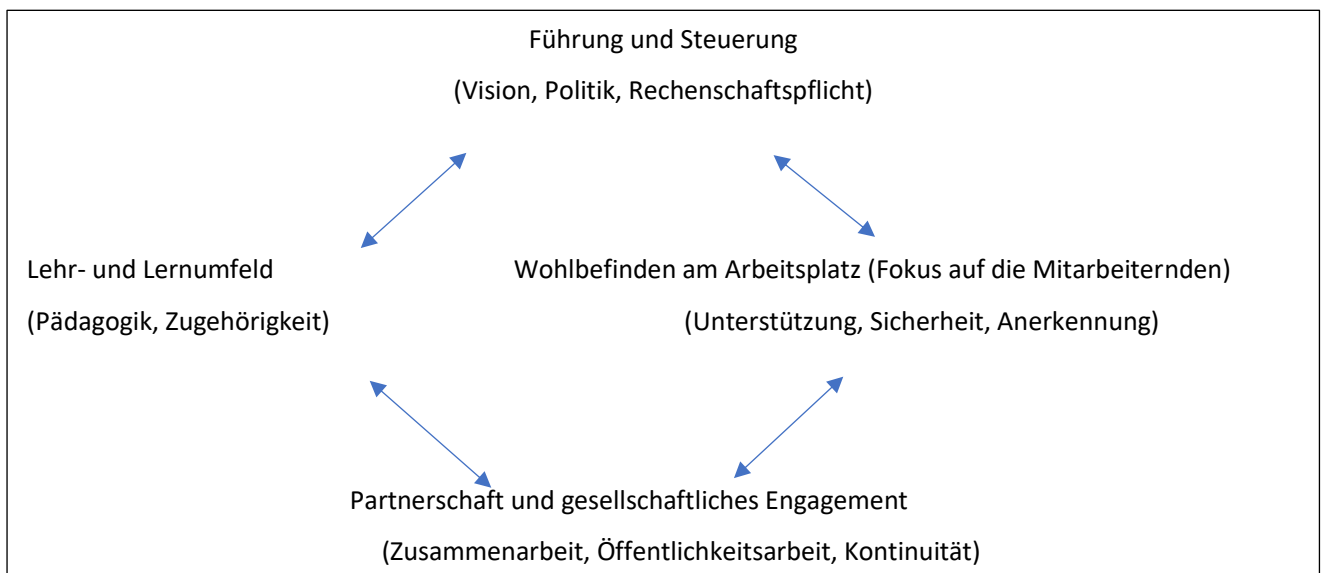 Führung und Steuerung
(Vision, Politik, Rechenschaftspflicht)
Lehr- und Lernumfeld
(Pädagogik, Zugehörigkeit)
Wohlbefinden am Arbeitsplatz (Fokus auf die Mitarbeiternden)
(Unterstützung, Sicherheit, Anerkennung)
Partnerschaft und gesellschaftliches Engagement
(Zusammenarbeit, Öffentlichkeitsarbeit, Kontinuität)